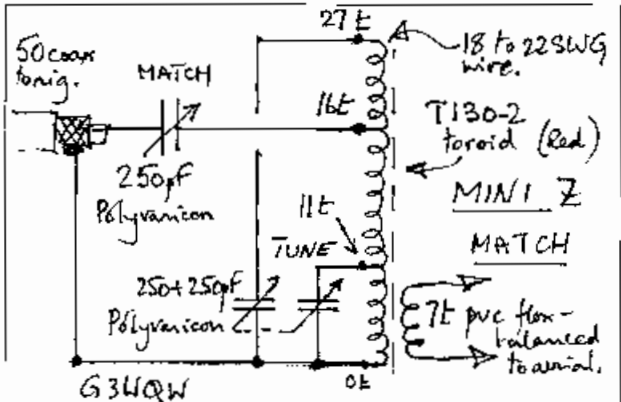 27t
50 coax
to rig.
MATCH
18 to 22SWG
wire.
16t
T130-2
toroid (Red)
250pF
Polyvaricon
MINI Z
MATCH
11t
TUNE
250+250pF
Polyvaricon
7t pvc flex-
balanced
to aerial.
0t
G3WQW